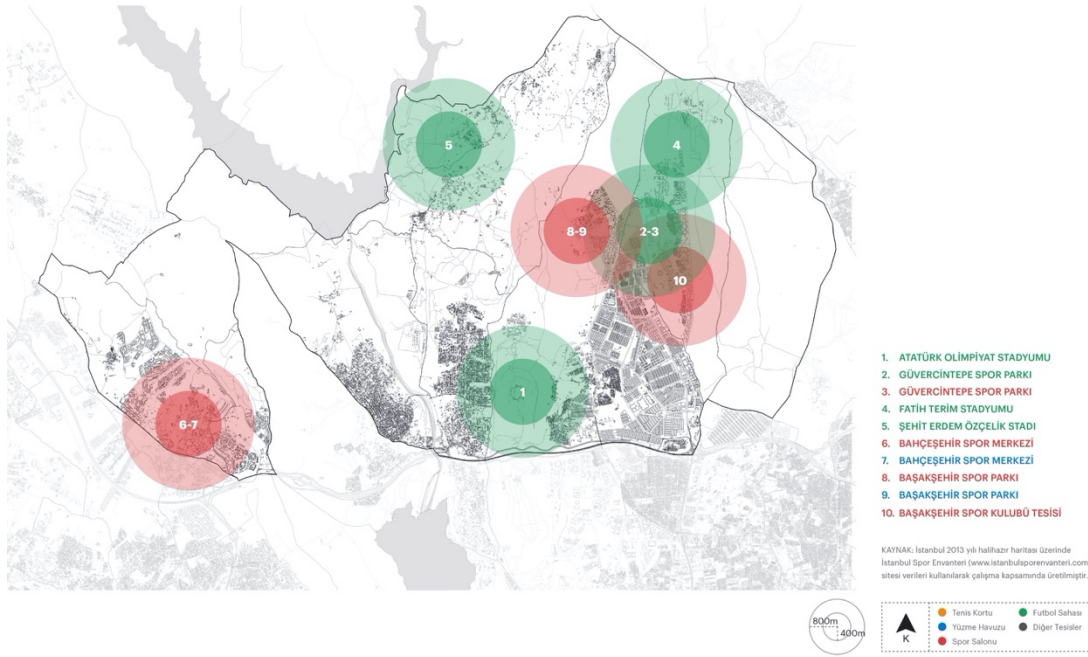 5
4
8-9
2-3
10
1
6-7
1. ATATÜRK OLİMPİYAT STADYUMU
2. GÜVERCİNTEPE SPOR PARKI
3. GÜVERCİNTEPE SPOR PARKI
4. FATİH TERİM STADYUMU
5. ŞEHİT ERDEM ÖZÇELİK STADI
6. BAHÇEŞEHİR SPOR MERKEZİ
7. BAHÇEŞEHİR SPOR MERKEZİ
8. BAŞAKŞEHİR SPOR PARKI
9. BAŞAKŞEHİR SPOR PARKI
10. BAŞAKŞEHİR SPOR KULUBÜ TESİSİ
KAYNAK: İstanbul 2013 yılı halihazır haritası üzerinde
İstanbul Spor Envanteri (www.istanbulsporenvanteri.com
sitesi verileri kullanılarak çalışma kapsamında üretilmiştir.
800m
400m
K
Tenis Kortu
Futbol Sahası
Yüzme Havuzu
Diğer Tesisler
Spor Salonu